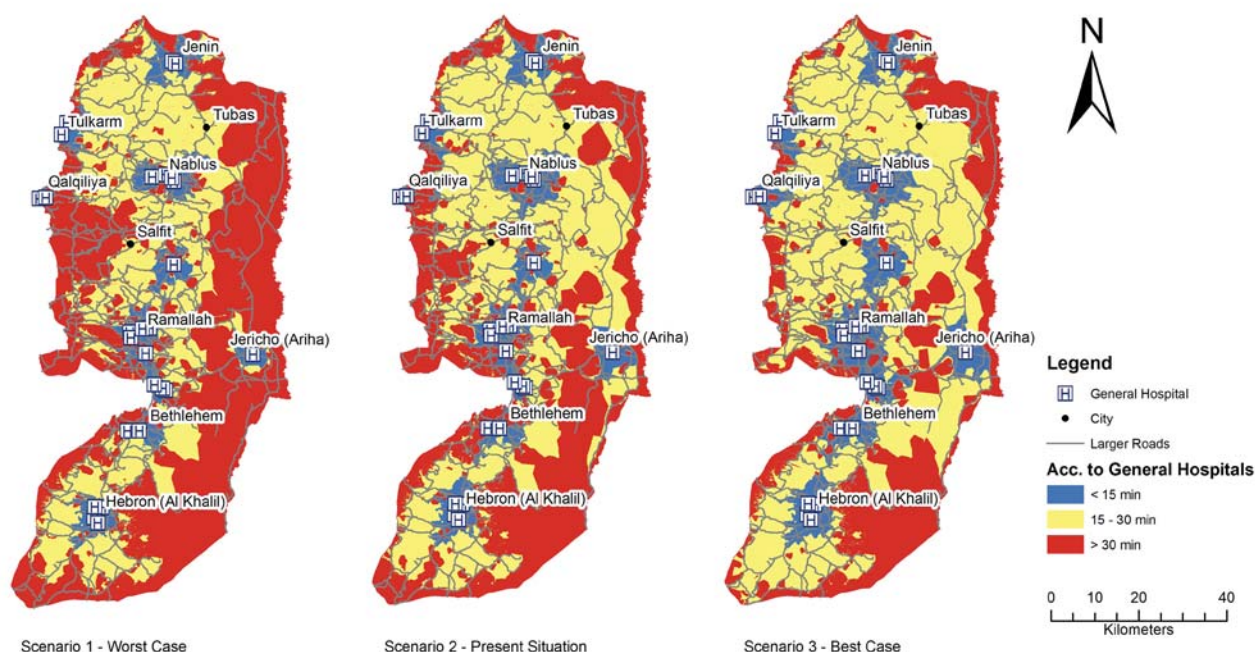 Jenin
Tubas
Tulkarm
Nablus
Qalqiliya
Salfit
Ramallah
Jericho (Ariha)
Bethlehem
Hebron (Al Khalil)
Scenario 1 - Worst Case
Jenin
Tubas
Tulkarm
Nablus
Qalqiliya
Salfit
Ramallah
Jericho (Ariha)
Bethlehem
Hebron (Al Khalil)
Scenario 2 - Present Situation
Jenin
Tubas
Tulkarm
Nablus
Qalqiliya
Salfit
Ramallah
Jericho (Ariha)
Bethlehem
Hebron (Al Khalil)
Scenario 3 - Best Case
N
Legend
H General Hospital
City
Larger Roads
Acc. to General Hospitals
< 15 min
15 - 30 min
> 30 min
0 10 20 40
Kilometers